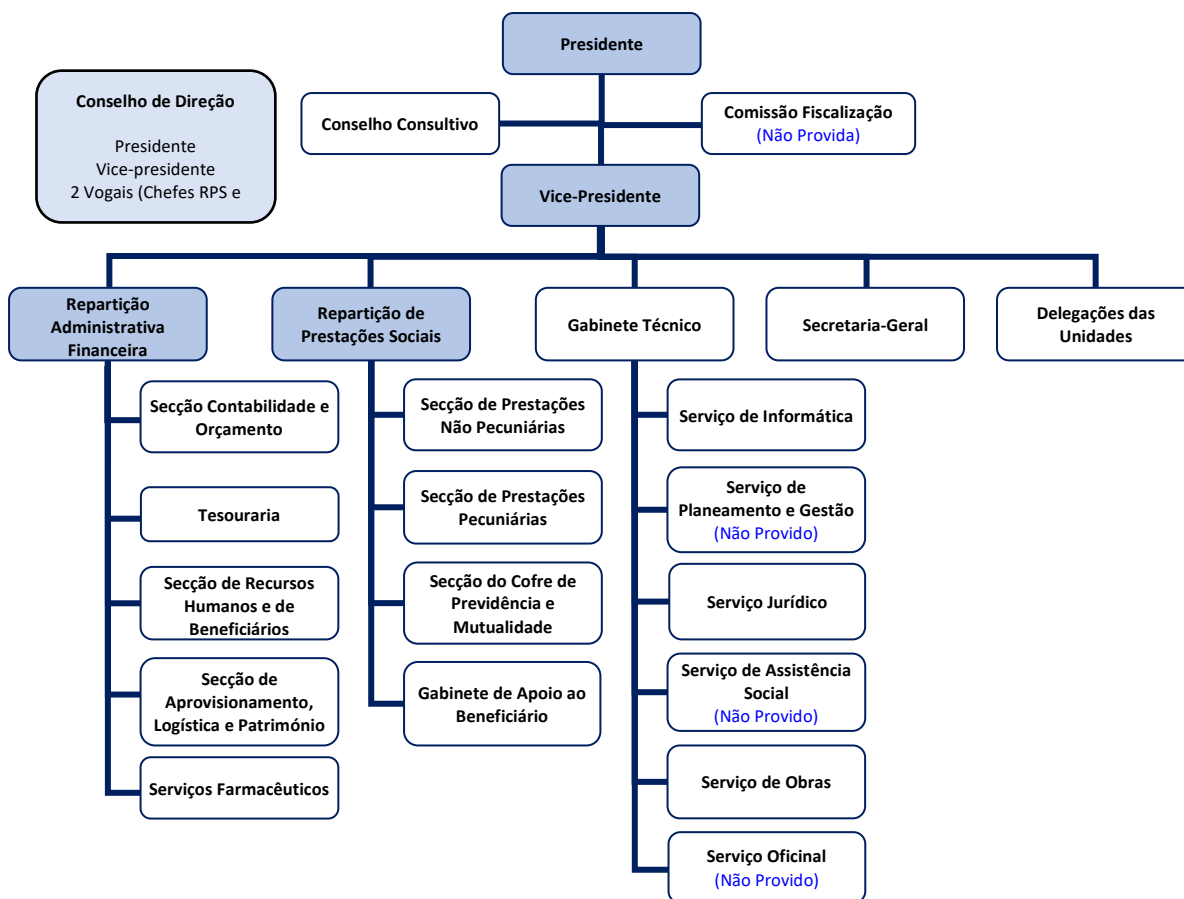 Presidente
Conselho de Direção
Presidente
Vice-presidente
2 Vogais (Chefes RPS e
Conselho Consultivo
Comissão Fiscalização
(Não Provida)
Vice-Presidente
Repartição
Administrativa
Financeira
Repartição de
Prestações Sociais
Gabinete Técnico
Secretaria-Geral
Delegações das
Unidades
Secção Contabilidade e
Orçamento
Tesouraria
Secção de Recursos
Humanos e de
Beneficiários
Secção de
Aprovisionamento,
Logística e Património
Serviços Farmacêuticos
Secção de Prestações
Não Pecuniárias
Secção de Prestações
Pecuniárias
Secção do Cofre de
Previdência e
Mutualidade
Gabinete de Apoio ao
Beneficiário
Serviço de Informática
Serviço de
Planeamento e Gestão
(Não Provido)
Serviço Jurídico
Serviço de Assistência
Social
(Não Provido)
Serviço de Obras
Serviço Oficinal
(Não Provido)